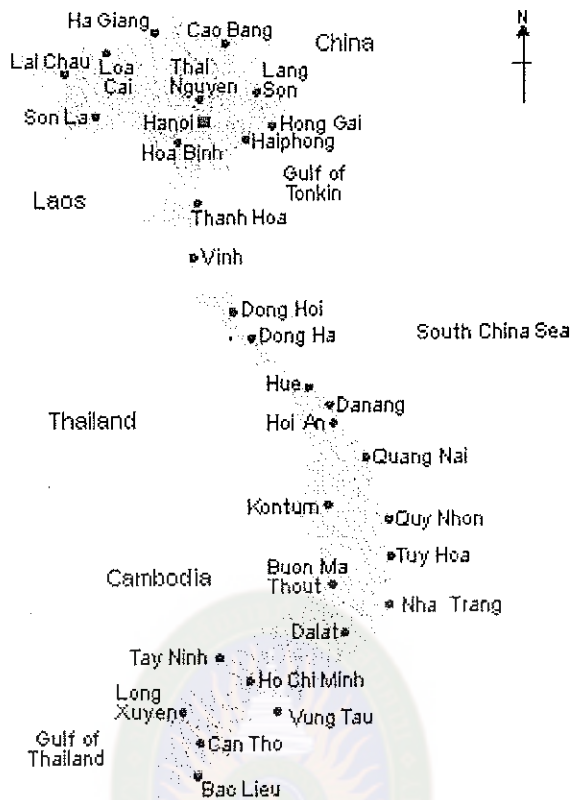 Ha Giang
Cao Bang
China
N
Lai Chau
Loa
Cai
Thai
Nguyen
Lang
Son
Son La
Hanoi
Hong Gai
Haiphong
Hoa Binh
Gulf of
Tonkin
Laos
Thanh Hoa
Vinh
Dong Hoi
Dong Ha
South China Sea
Hue
Danang
Thailand
Hoi An
Quang Nai
Kontum
Quy Nhon
Tuy Hoa
Buon Ma
Thout
Cambodia
Nha Trang
Dalat
Tay Ninh
Ho Chi Minh
Long
Xuyen
Vung Tau
Gulf of
Thailand
Can Tho
Bac Lieu